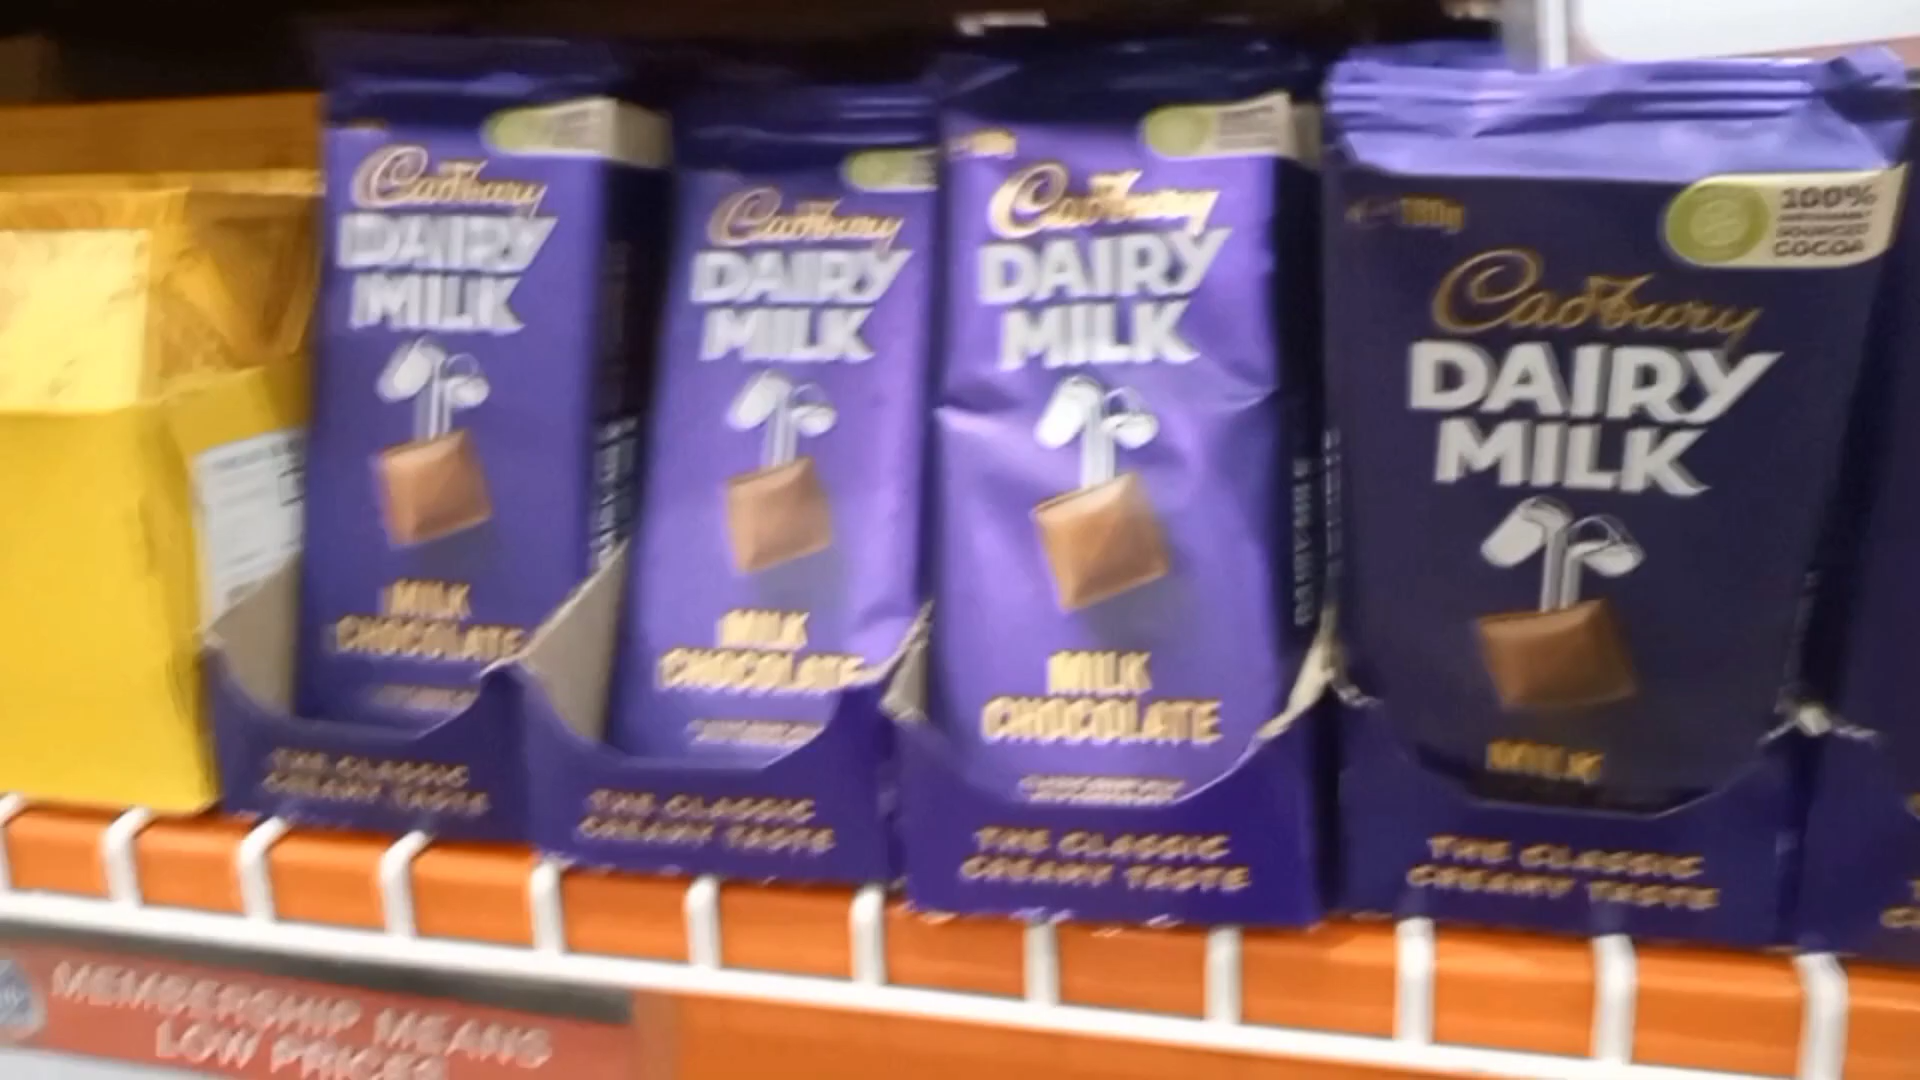 Cadbury
DAIRY
MILK
MILK
CHOCOLATE
THE CLASSIC
CREAMY TASTE
Cadbury
DAIRY
MILK
MILK
CHOCOLATE
THE CLASSIC
CREAMY TASTE
Cadbury
DAIRY
MILK
MILK
CHOCOLATE
THE CLASSIC
CREAMY TASTE
180g
100%
SOURCED
COCOA
Cadbury
DAIRY
MILK
MILK
THE CLASSIC
CREAMY TASTE
MEMBERSHIP MEANS
LOW PRICES